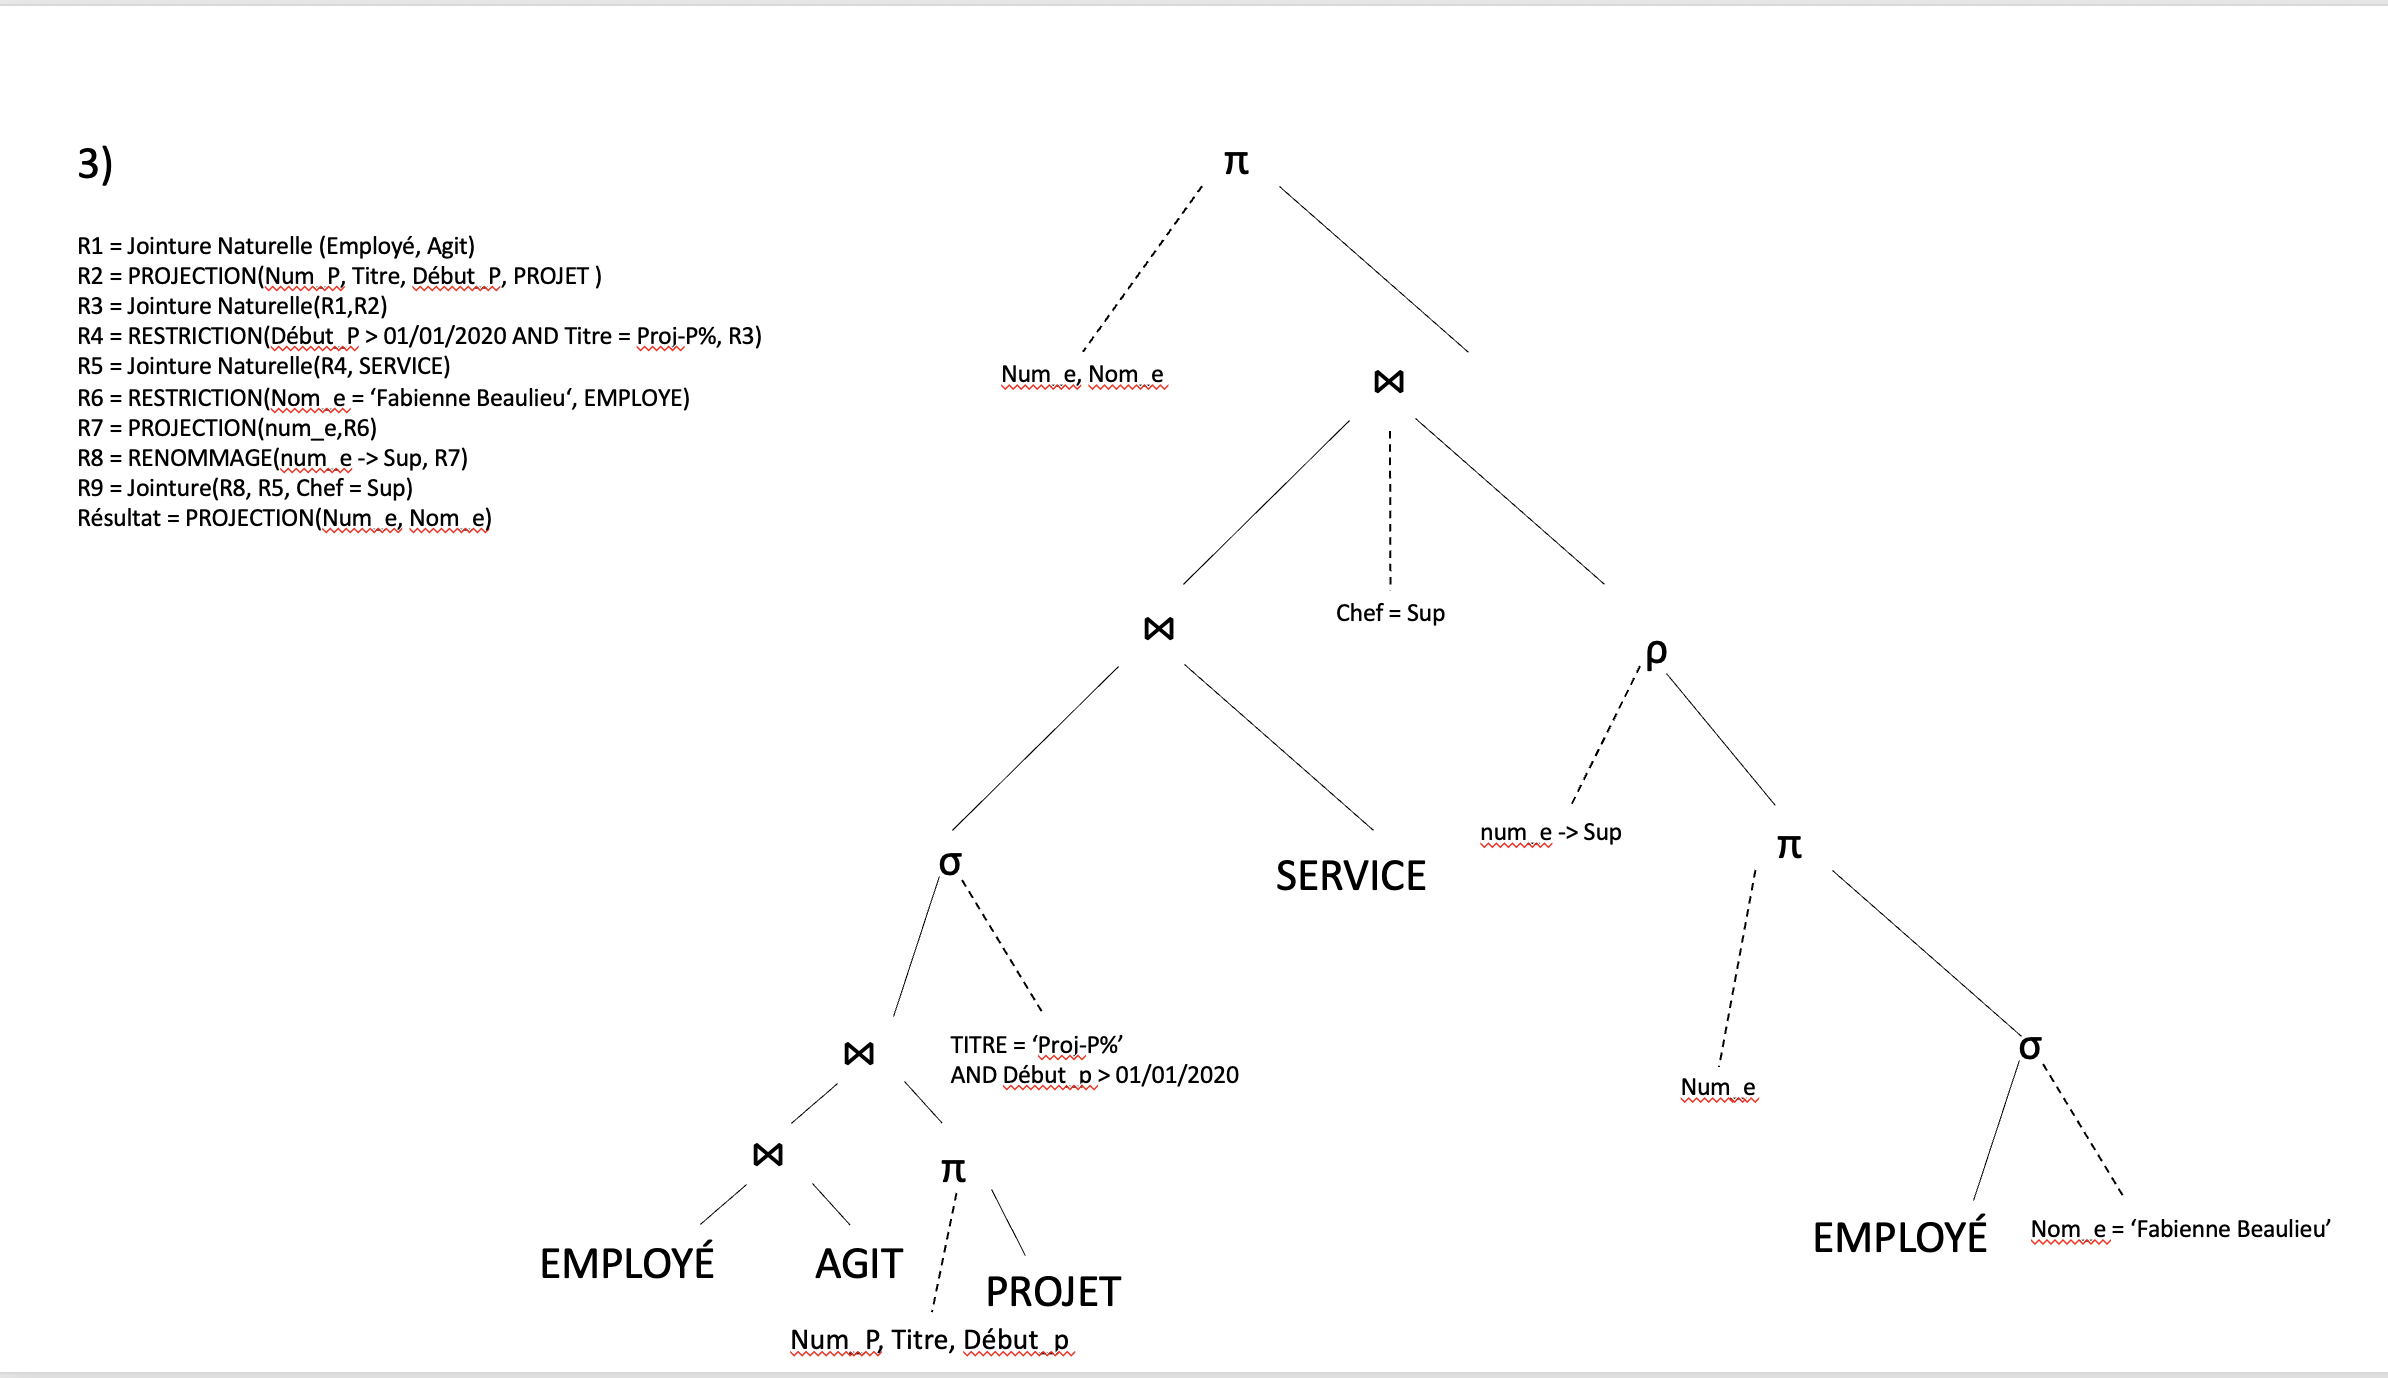 3)
R1 = Jointure Naturelle (Employé, Agit)
R2 = PROJECTION(Num_P, Titre, Début_P, PROJET )
R3 = Jointure Naturelle(R1,R2)
R4 = RESTRICTION(Début_P > 01/01/2020 AND Titre = Proj-P%, R3)
R5 = Jointure Naturelle(R4, SERVICE)
R6 = RESTRICTION(Nom_e = ‘Fabienne Beaulieu‘, EMPLOYE)
R7 = PROJECTION(num_e,R6)
R8 = RENOMMAGE(num_e -> Sup, R7)
R9 = Jointure(R8, R5, Chef = Sup)
Résultat = PROJECTION(Num_e, Nom_e)
π
Num_e, Nom_e
⋈
Chef = Sup
⋈
ρ
num_e -> Sup
π
σ
SERVICE
Num_e
σ
⋈
TITRE = ‘Proj-P%’
AND Début_p > 01/01/2020
⋈
π
EMPLOYÉ
AGIT
PROJET
Num_P, Titre, Début_p
EMPLOYÉ
Nom_e = ‘Fabienne Beaulieu’